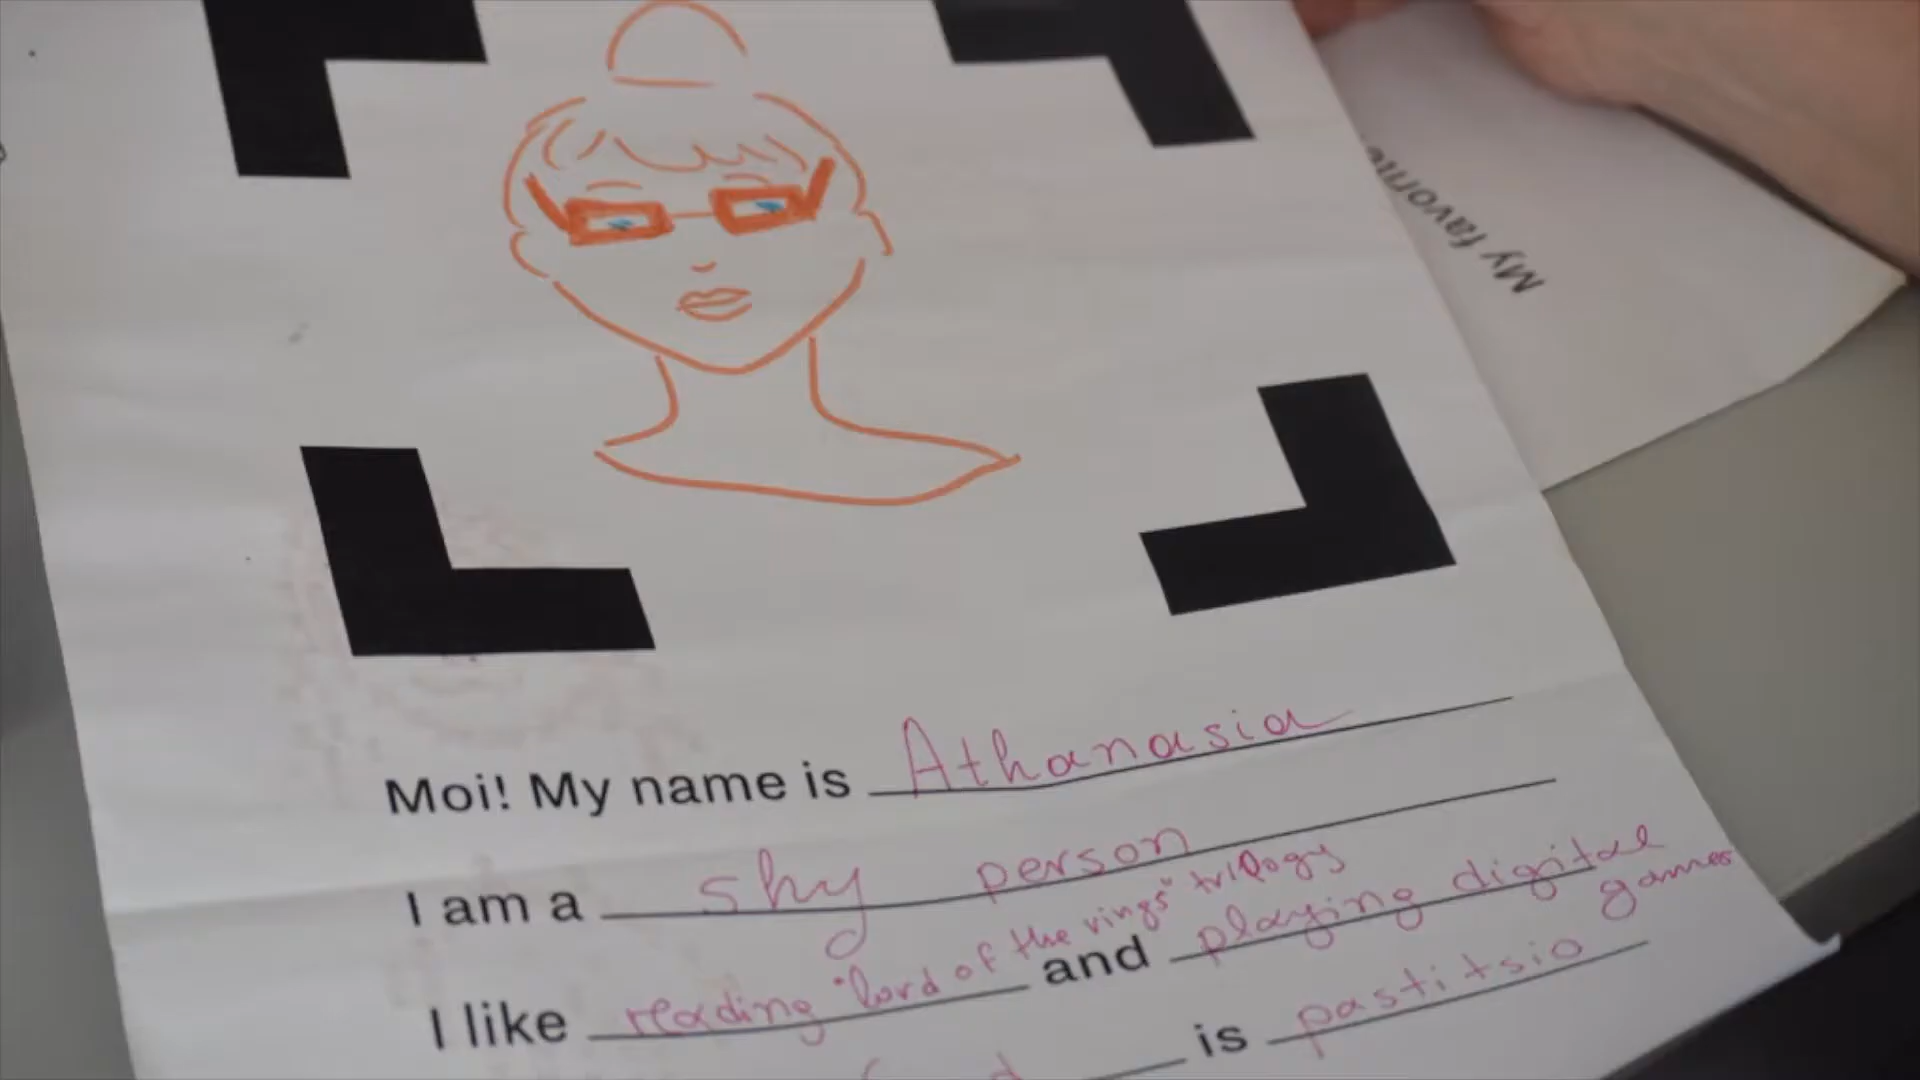 My favorite
Moi! My name is Athanasia
I am a shy person
I like reading "lord of the rings" trilogy and playing digital games
is pastitsio